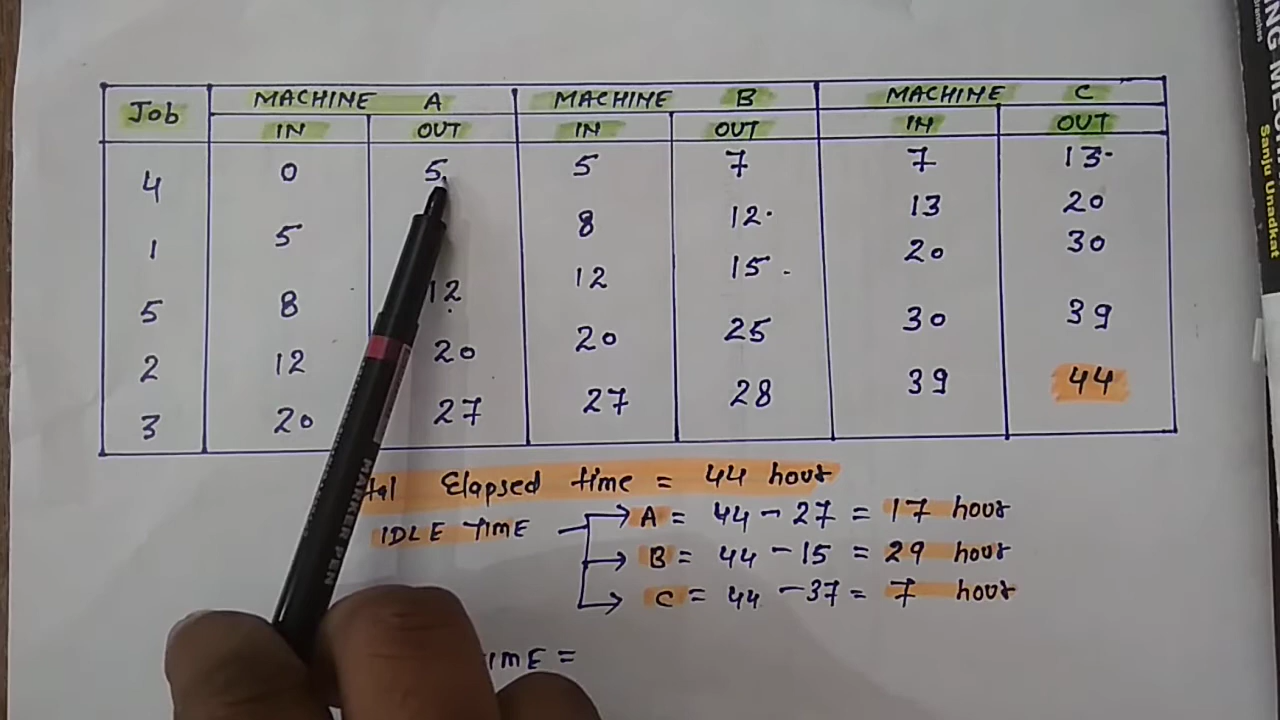 Job MACHINE A MACHINE B MACHINE C
IN OUT IN OUT IN OUT
4 0 5 5 7 7 13
1 5 8 12 13 20
5 8 12 12 15 20 30
2 12 20 20 25 30 39
3 20 27 27 28 39 44
Elapsed time = 44 hour
IDLE TIME → A = 44 - 27 = 17 hour
→ B = 44 - 15 = 29 hour
→ C = 44 - 37 = 7 hour
=
Sanju Unadkat